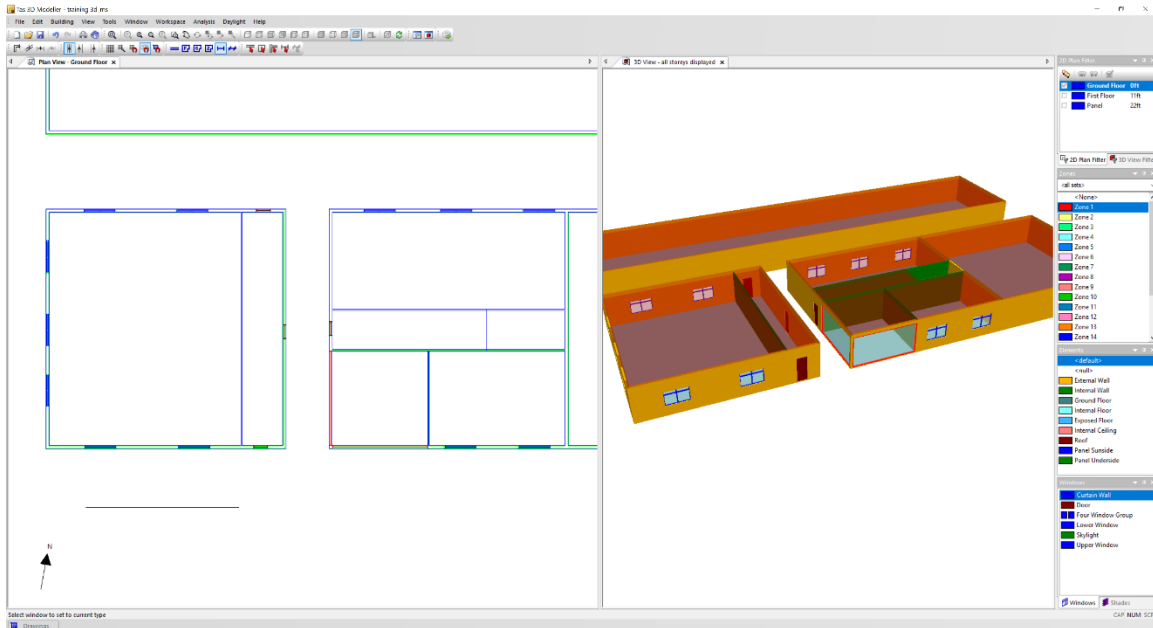 Tas 3D Modeller - training 3d_ms
File Edit Building View Tools Window Workspace Analysis Daylight Help
Plan View - Ground Floor
3D View - all storeys displayed
2D Plan Filter
Ground Floor 0ft
First Floor 11ft
Panel 22ft
2D Plan Filter 3D View Filte
Zones
<all sets>
<None>
Zone 1
Zone 2
Zone 3
Zone 4
Zone 5
Zone 6
Zone 7
Zone 8
Zone 9
Zone 10
Zone 11
Zone 12
Zone 13
Zone 14
Elements
<default>
<null>
External Wall
Internal Wall
Ground Floor
Internal Floor
Exposed Floor
Internal Ceiling
Roof
Panel Sunside
Panel Underside
Windows
Curtain Wall
Door
Four Window Group
Lower Window
Skylight
Upper Window
Windows Shades
N
Select window to set to current type
CAP NUM SCR
Drawings